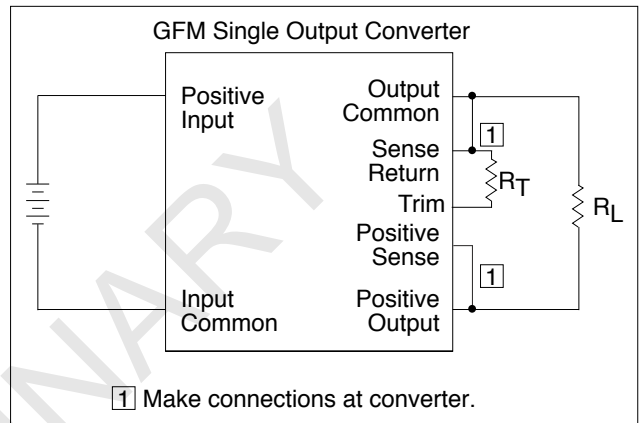 GFM Single Output Converter
Positive
Input
Output
Common
1
Sense
Return
RT
Trim
RL
Positive
Sense
1
Input
Common
Positive
Output
1 Make connections at converter.
INARY